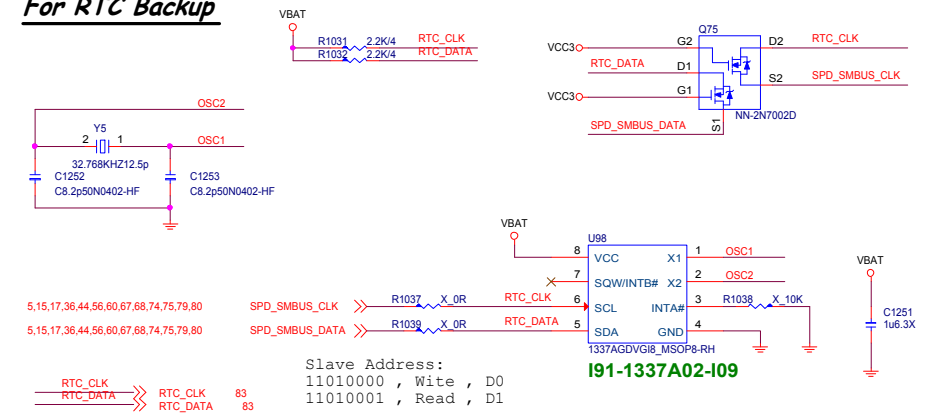 For RTC Backup
VBAT
R1031 2.2K/4 RTC_CLK
R1032 2.2K/4 RTC_DATA
Q75
VCC3 G2 D2 RTC_CLK
RTC_DATA D1
S2 SPD_SMBUS_CLK
VCC3 G1
NN-2N7002D
SPD_SMBUS_DATA S1
OSC2
Y5
2 1 OSC1
32.768KHZ12.5p
C1252 C1253
C8.2p50N0402-HF C8.2p50N0402-HF
VBAT
U98
8 VCC X1 1 OSC1
7 SQW/INTB# X2 2 OSC2
5,15,17,36,44,56,60,67,68,74,75,79,80 SPD_SMBUS_CLK R1037 X_0R RTC_CLK 6 SCL INTA# 3 R1038 X_10K
5,15,17,36,44,56,60,67,68,74,75,79,80 SPD_SMBUS_DATA R1039 X_0R RTC_DATA 5 SDA GND 4
1337AGDVGI8_MSOP8-RH
I91-1337A02-I09
VBAT
C1251
1u6.3X
Slave Address:
11010000 , Wite , D0
11010001 , Read , D1
RTC_CLK RTC_CLK 83
RTC_DATA RTC_DATA 83